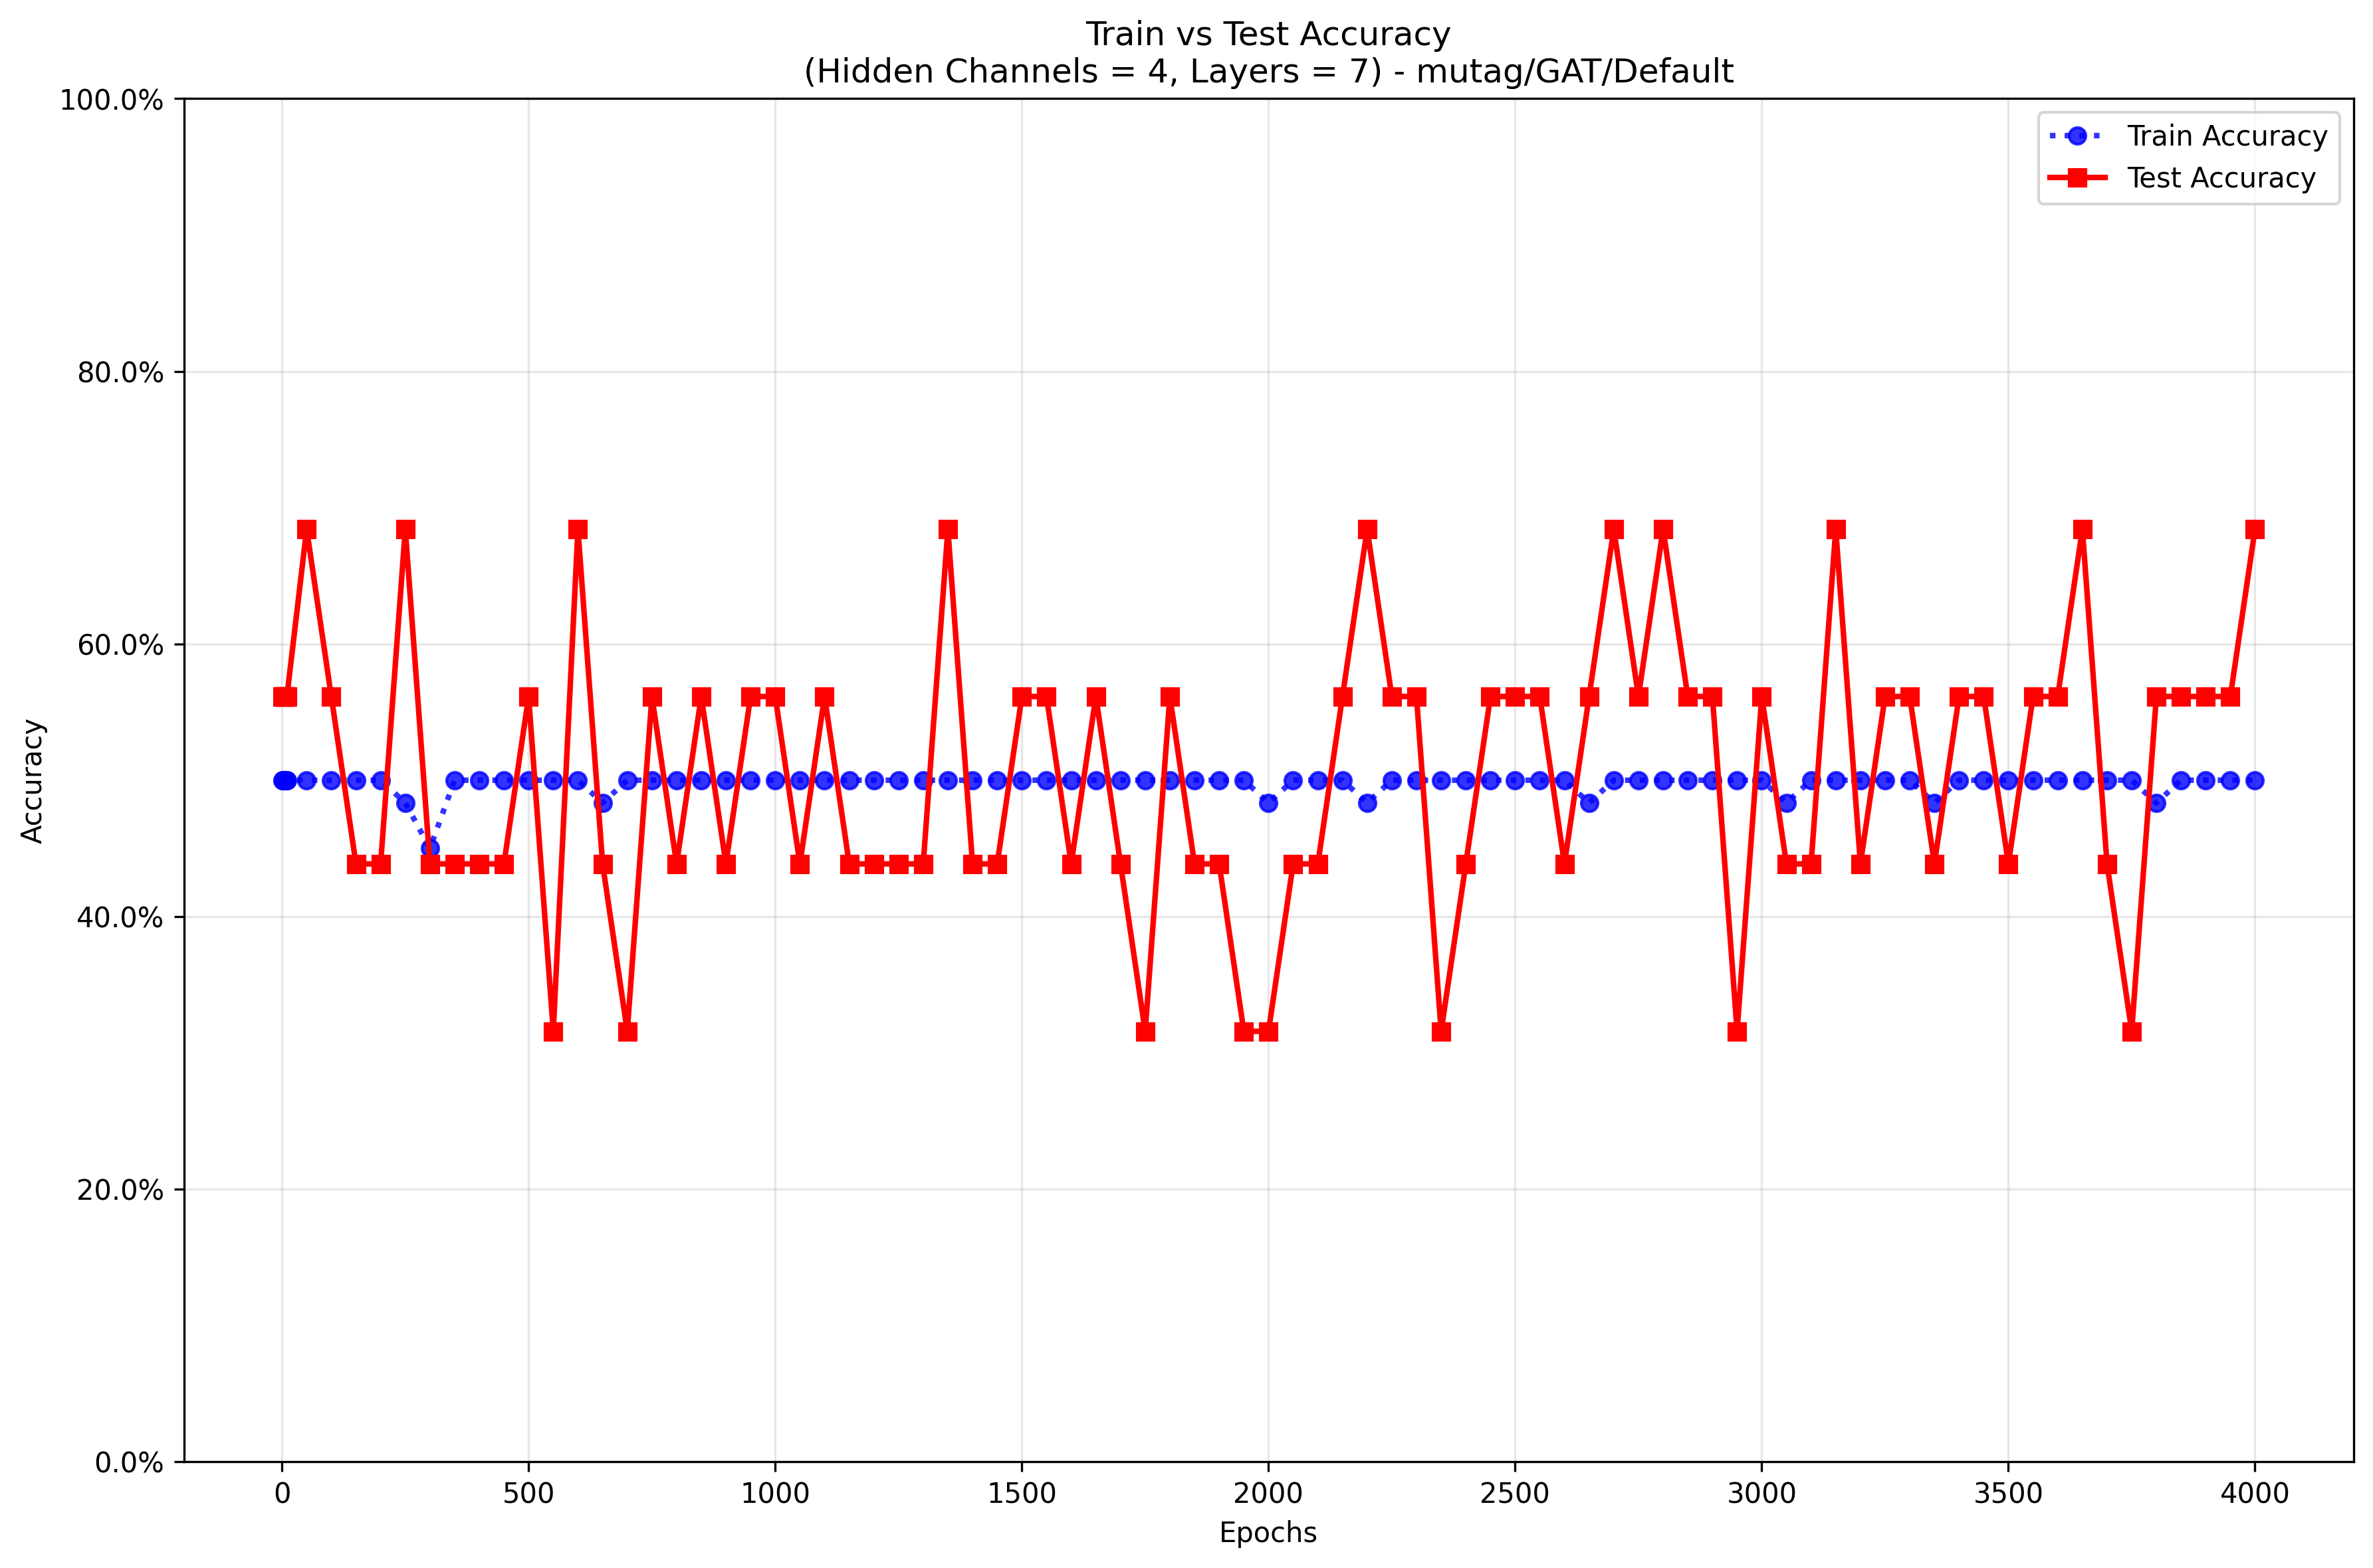 Train vs Test Accuracy
(Hidden Channels = 4, Layers = 7) - mutag/GAT/Default
100.0%
80.0%
60.0%
40.0%
20.0%
0.0%
Accuracy
Train Accuracy
Test Accuracy
0 500 1000 1500 2000 2500 3000 3500 4000
Epochs